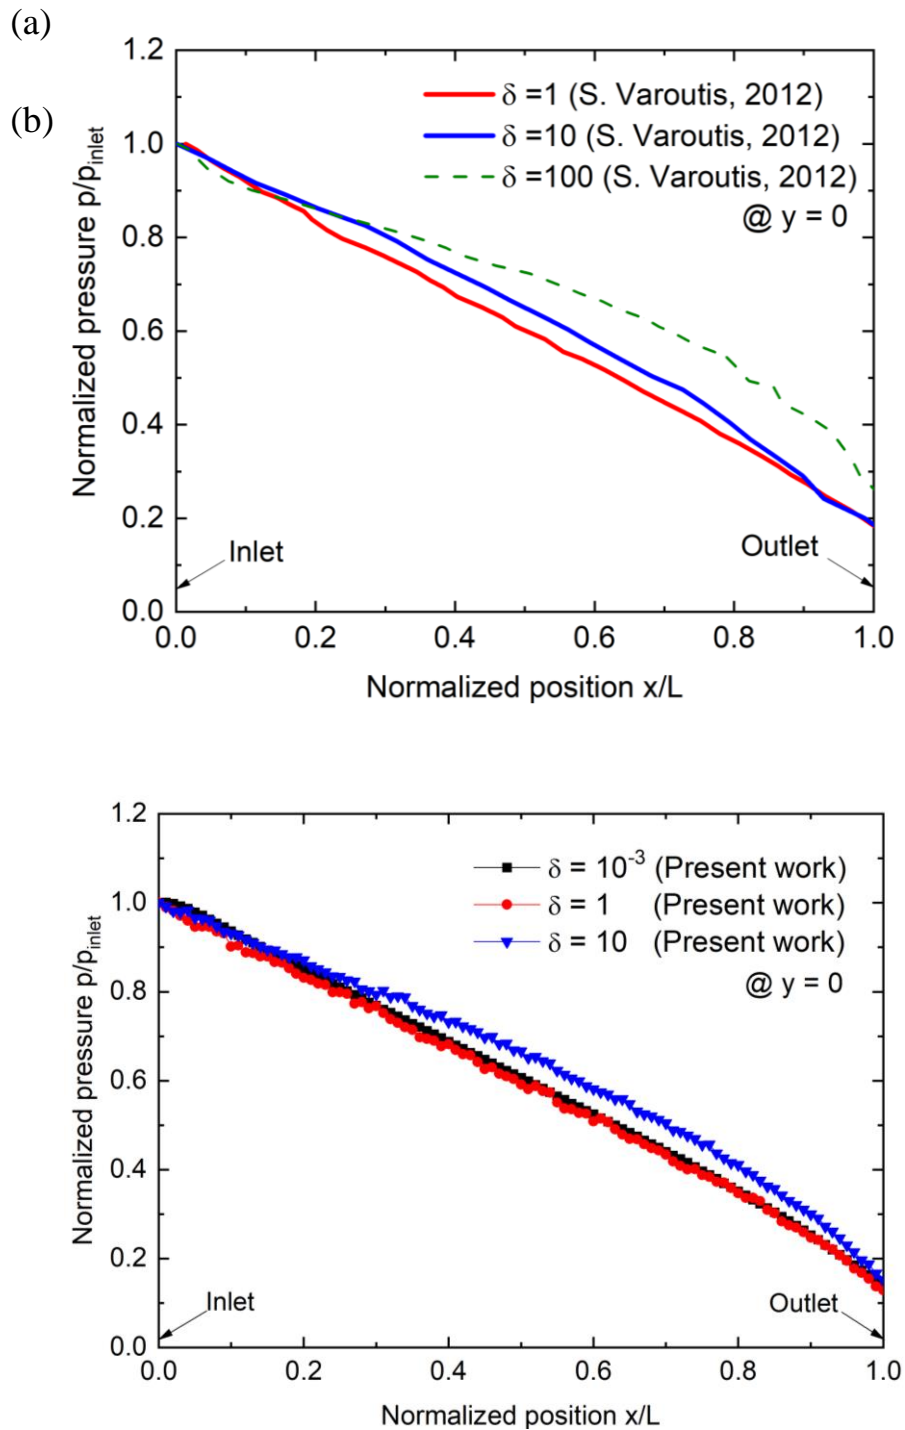 (a)
(b)
1.2
1.0
0.8
0.6
0.4
0.2
0.0
Normalized pressure p/p_inlet
δ =1 (S. Varoutis, 2012)
δ =10 (S. Varoutis, 2012)
δ =100 (S. Varoutis, 2012)
@ y = 0
Inlet
Outlet
0.0 0.2 0.4 0.6 0.8 1.0
Normalized position x/L
1.2
1.0
0.8
0.6
0.4
0.2
0.0
Normalized pressure p/p_inlet
δ = 10^-3 (Present work)
δ = 1 (Present work)
δ = 10 (Present work)
@ y = 0
Inlet
Outlet
0.0 0.2 0.4 0.6 0.8 1.0
Normalized position x/L